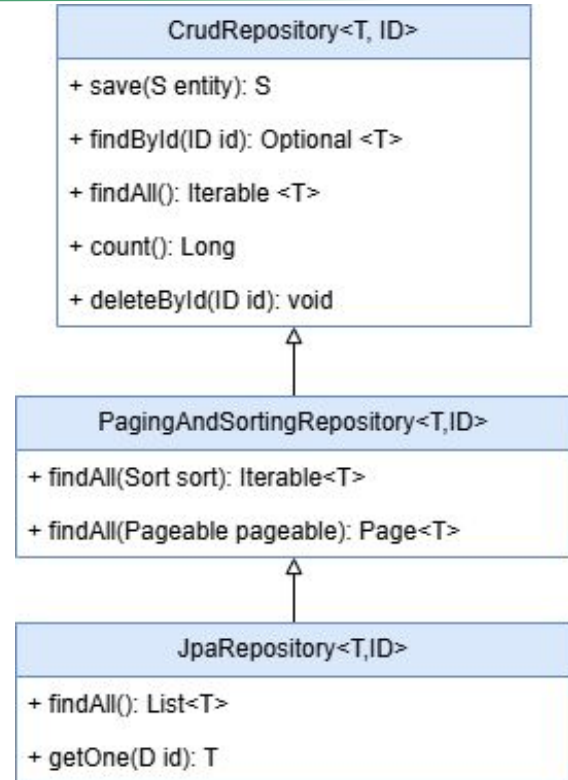 CrudRepository<T, ID>
+ save(S entity): S
+ findById(ID id): Optional <T>
+ findAll(): Iterable <T>
+ count(): Long
+ deleteById(ID id): void
PagingAndSortingRepository<T,ID>
+ findAll(Sort sort): Iterable<T>
+ findAll(Pageable pageable): Page<T>
JpaRepository<T,ID>
+ findAll(): List<T>
+ getOne(D id): T